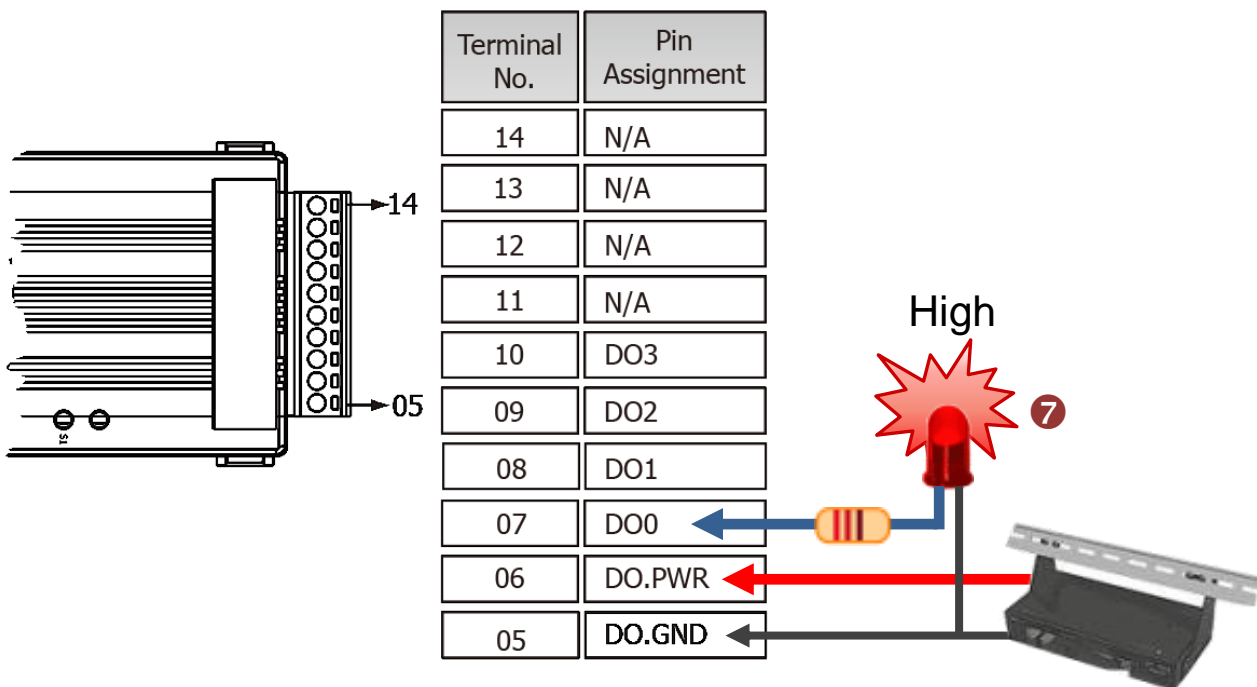 Terminal No.
Pin Assignment
14 N/A
13 N/A
12 N/A
11 N/A
10 DO3
09 DO2
08 DO1
07 DO0
06 DO.PWR
05 DO.GND
14
05
S1
High
7